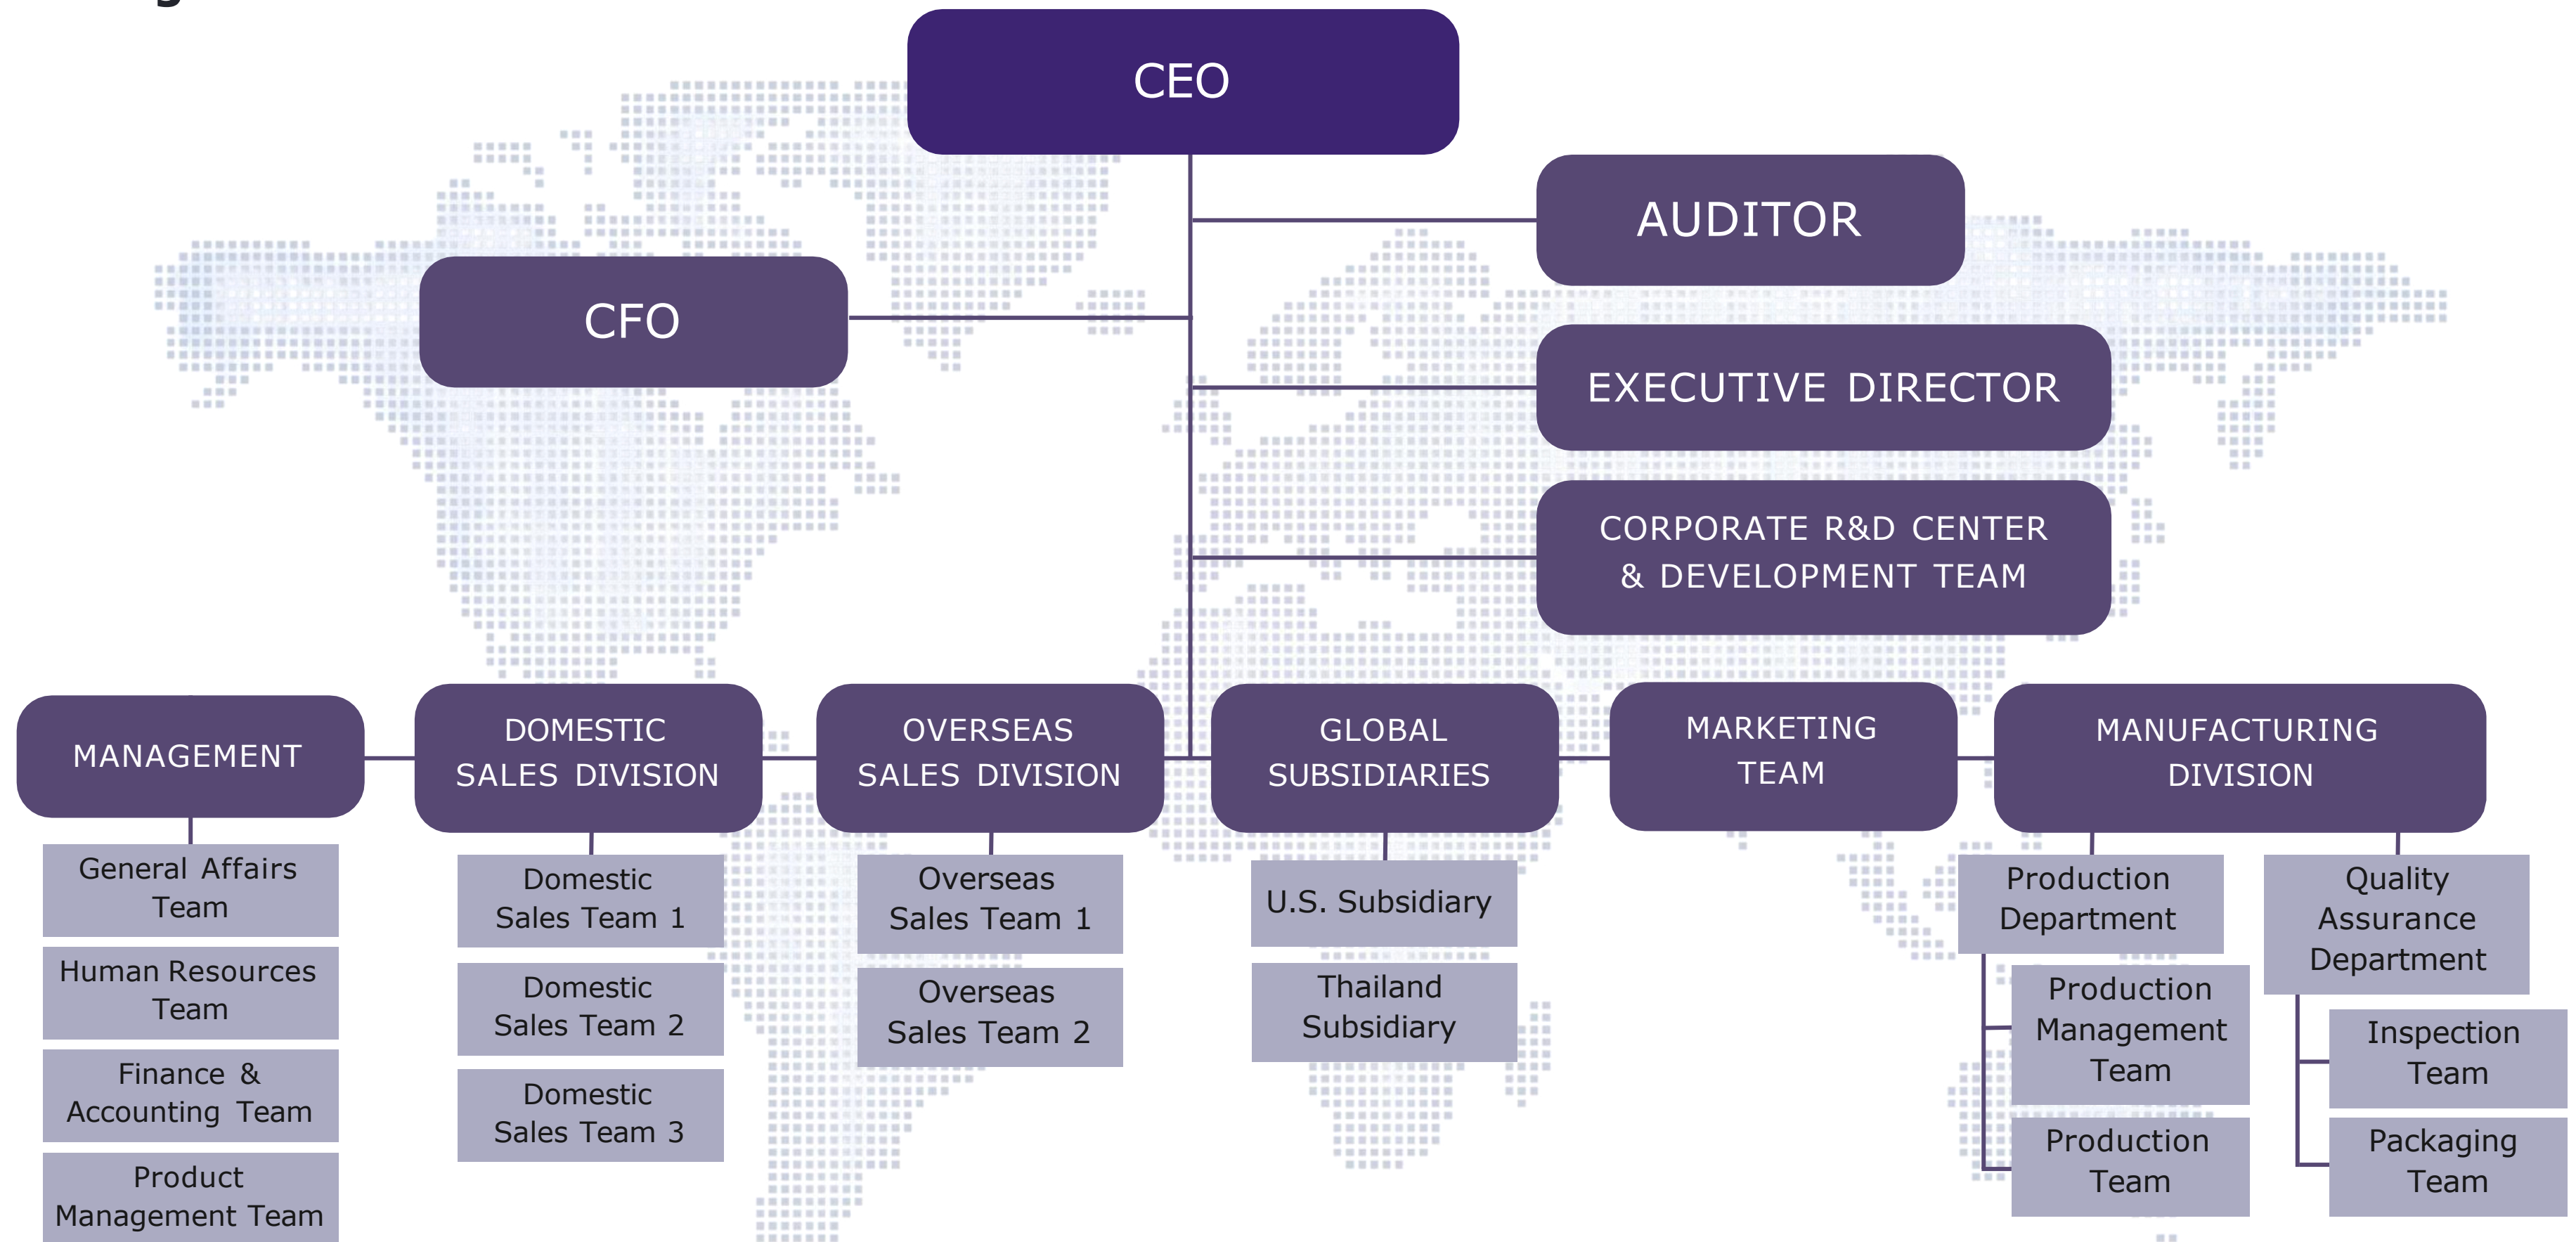 CEO
AUDITOR
CFO
EXECUTIVE DIRECTOR
CORPORATE R&D CENTER
& DEVELOPMENT TEAM
MANAGEMENT
DOMESTIC
SALES DIVISION
OVERSEAS
SALES DIVISION
GLOBAL
SUBSIDIARIES
MARKETING
TEAM
MANUFACTURING
DIVISION
General Affairs
Team
Human Resources
Team
Finance &
Accounting Team
Product
Management Team
Domestic
Sales Team 1
Domestic
Sales Team 2
Domestic
Sales Team 3
Overseas
Sales Team 1
Overseas
Sales Team 2
U.S. Subsidiary
Thailand
Subsidiary
Production
Department
Production
Management
Team
Production
Team
Quality
Assurance
Department
Inspection
Team
Packaging
Team